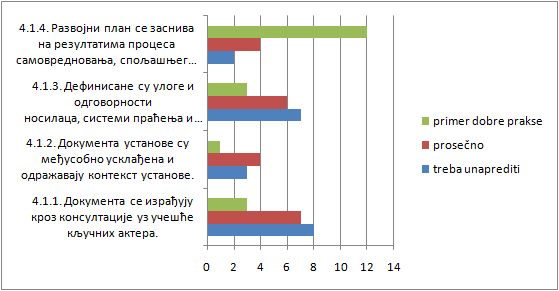 4.1.4. Развојни план се заснива
на резултатима процеса
самовредновања, спољашњег…
4.1.3. Дефинисане су улоге и
одговорности
носилаца, системи праћења и…
4.1.2. Документа установе су
међусобно усклађена и
одражавају контекст установе.
4.1.1. Документа се израђују
кроз консултације уз учешће
кључних актера.
0 2 4 6 8 10 12 14
primer dobre prakse
prosečno
treba unaprediti